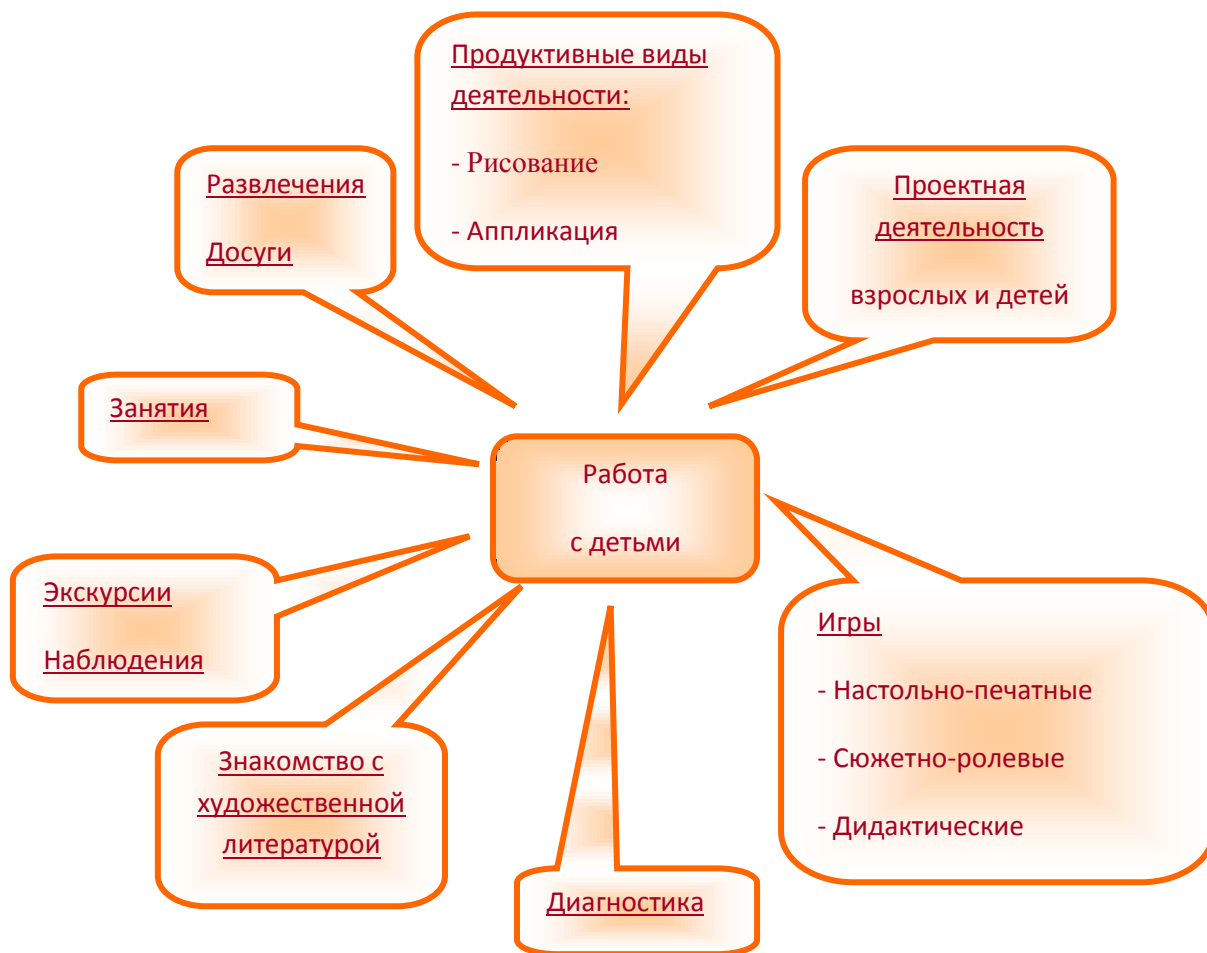 Продуктивные виды
деятельности:
- Рисование
- Аппликация
Развлечения
Досуги
Проектная
деятельность
взрослых и детей
Занятия
Работа
с детьми
Экскурсии
Наблюдения
Игры
- Настольно-печатные
- Сюжетно-ролевые
- Дидактические
Знакомство с
художественной
литературой
Диагностика